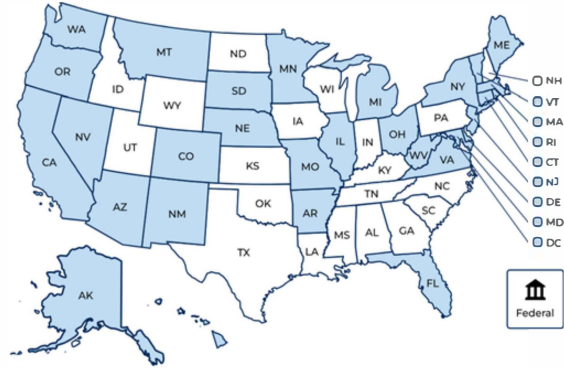 WA
MT
ND
MN
ME
OR
ID
SD
WI
MI
NY
NH
WY
VT
IA
PA
MA
NV
UT
NE
IL
IN
OH
RI
CA
CO
KS
MO
WV
VA
CT
KY
NJ
AZ
NM
OK
AR
TN
NC
DE
SC
MD
MS
AL
GA
DC
TX
LA
FL
AK
Federal